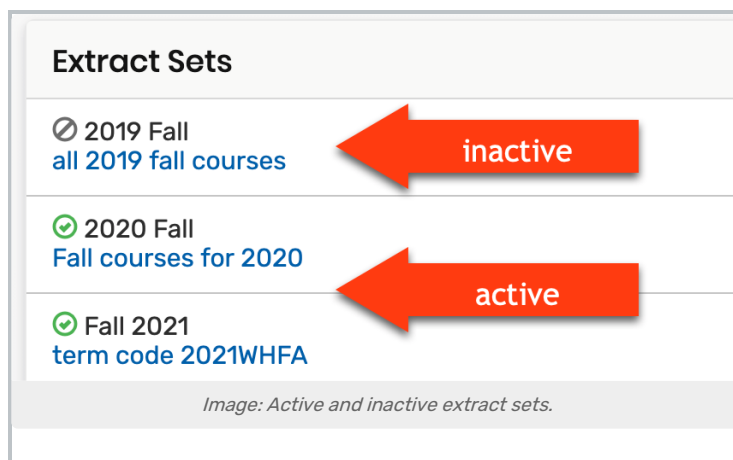 Extract Sets
2019 Fall
all 2019 fall courses
inactive
2020 Fall
Fall courses for 2020
active
Fall 2021
term code 2021WHFA
Image: Active and inactive extract sets.